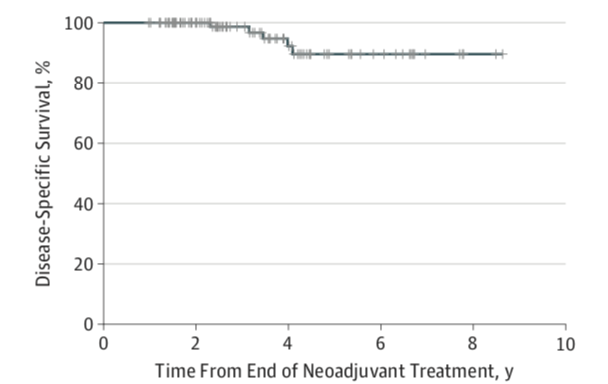 Disease-Specific Survival, %
100
80
60
40
20
0
0 2 4 6 8 10
Time From End of Neoadjuvant Treatment, y